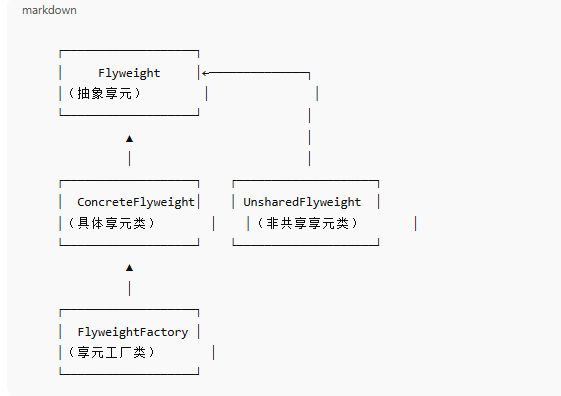 markdown
Flyweight
（抽象享元）
ConcreteFlyweight UnsharedFlyweight
（具体享元类） （非共享享元类）
FlyweightFactory
（享元工厂类）